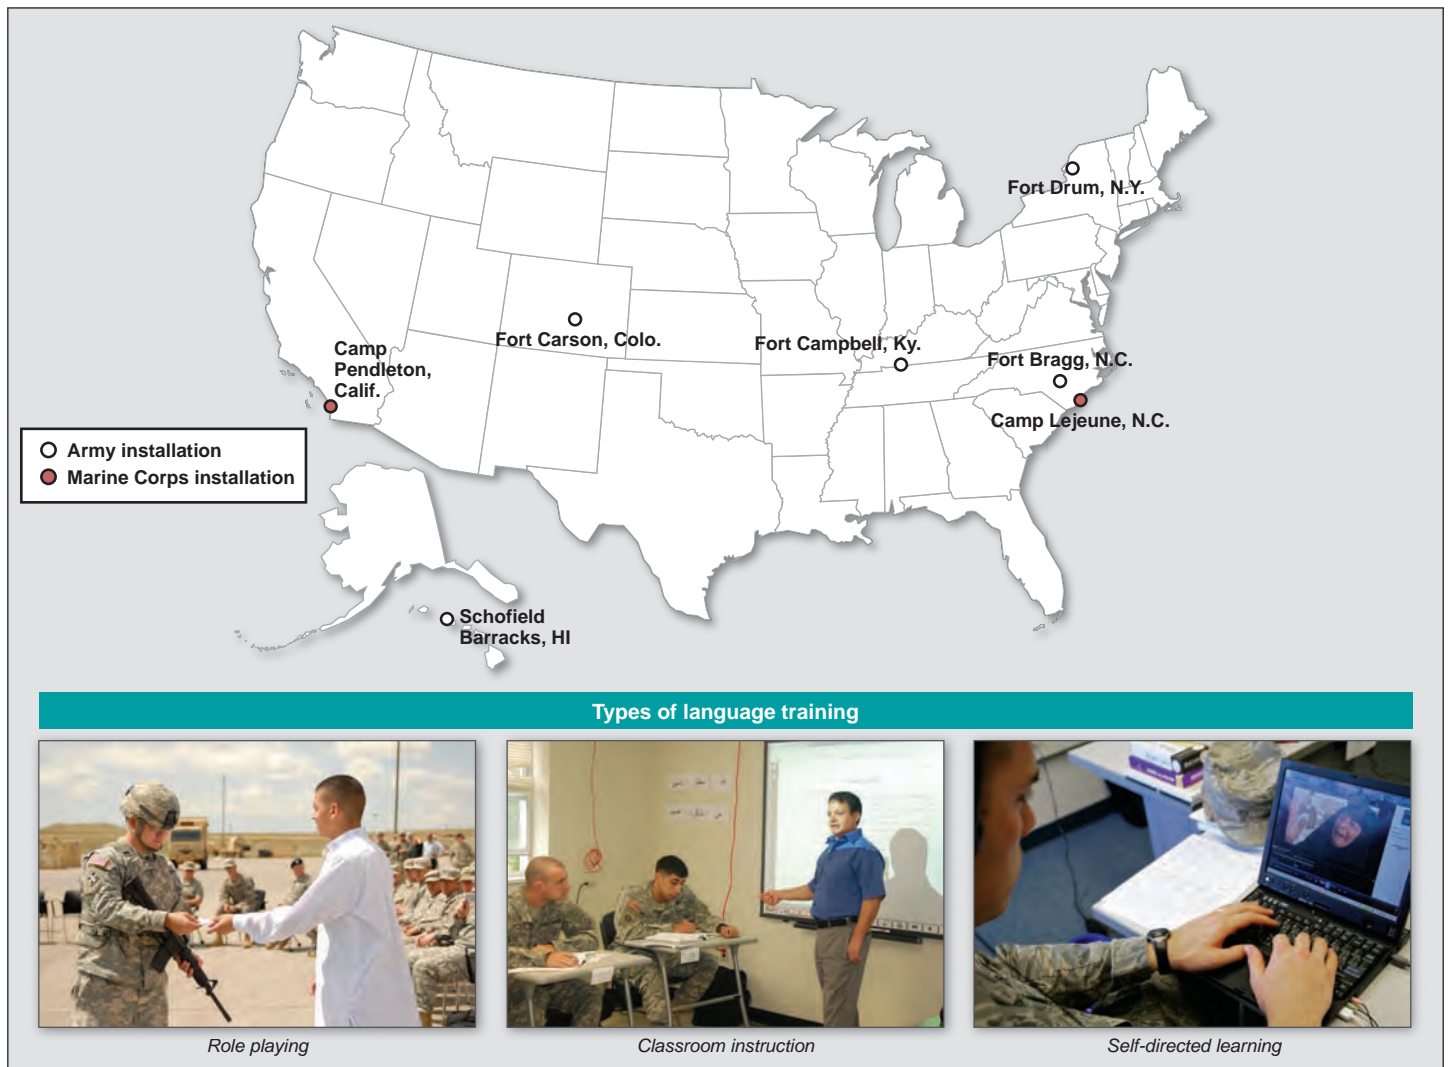 Fort Drum, N.Y.
Fort Carson, Colo.
Fort Campbell, Ky.
Camp
Pendleton,
Calif.
Fort Bragg, N.C.
Camp Lejeune, N.C.
Army installation
Marine Corps installation
Schofield
Barracks, HI
Types of language training
Role playing
Classroom instruction
Self-directed learning